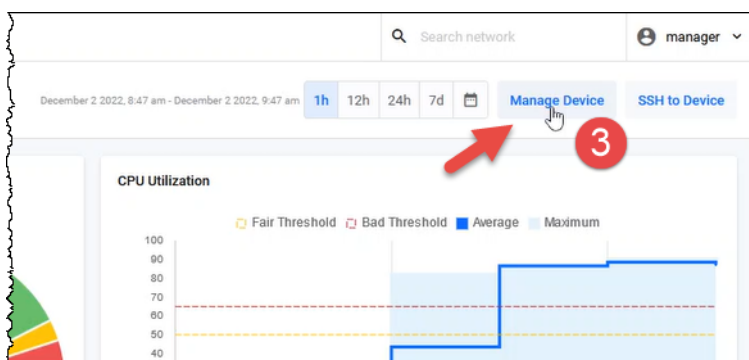 Search network
manager
December 2 2022, 8:47 am - December 2 2022, 9:47 am 1h 12h 24h 7d Manage Device SSH to Device
3
CPU Utilization
Fair Threshold Bad Threshold Average Maximum
100
90
80
70
60
50
40